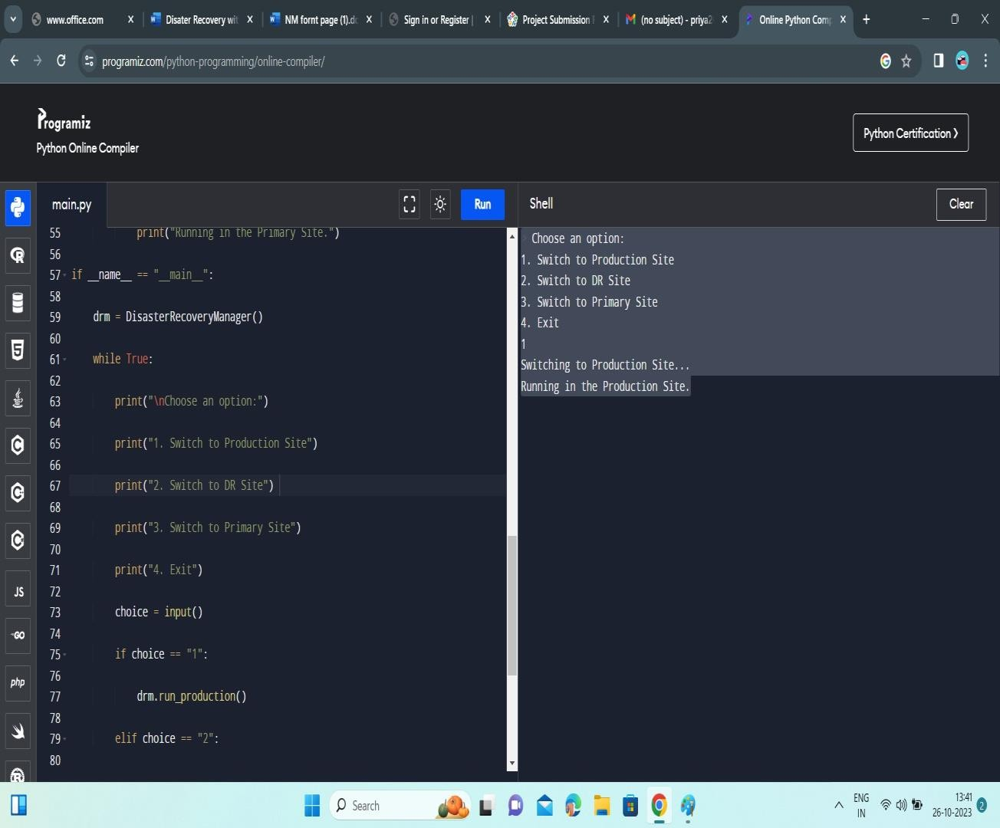 www.office.com
Disater Recovery wit
NM fornt page (1).dc
Sign in or Register |
Project Submission F
(no subject) - priya2
Online Python Comp
programiz.com/python-programming/online-compiler/
Programiz
Python Online Compiler
Python Certification >
main.py
Run
Shell
Clear
55 print("Running in the Primary Site.")
56
57 if __name__ == "__main__":
58
59 drm = DisasterRecoveryManager()
60
61 while True:
62
63 print("\nChoose an option:")
64
65 print("1. Switch to Production Site")
66
67 print("2. Switch to DR Site")
68
69 print("3. Switch to Primary Site")
70
71 print("4. Exit")
72
73 choice = input()
74
75 if choice == "1":
76
77 drm.run_production()
78
79 elif choice == "2":
80
Choose an option:
1. Switch to Production Site
2. Switch to DR Site
3. Switch to Primary Site
4. Exit
1
Switching to Production Site...
Running in the Production Site.
JS
GO
php
Search
ENG
IN
13:41
26-10-2023
2